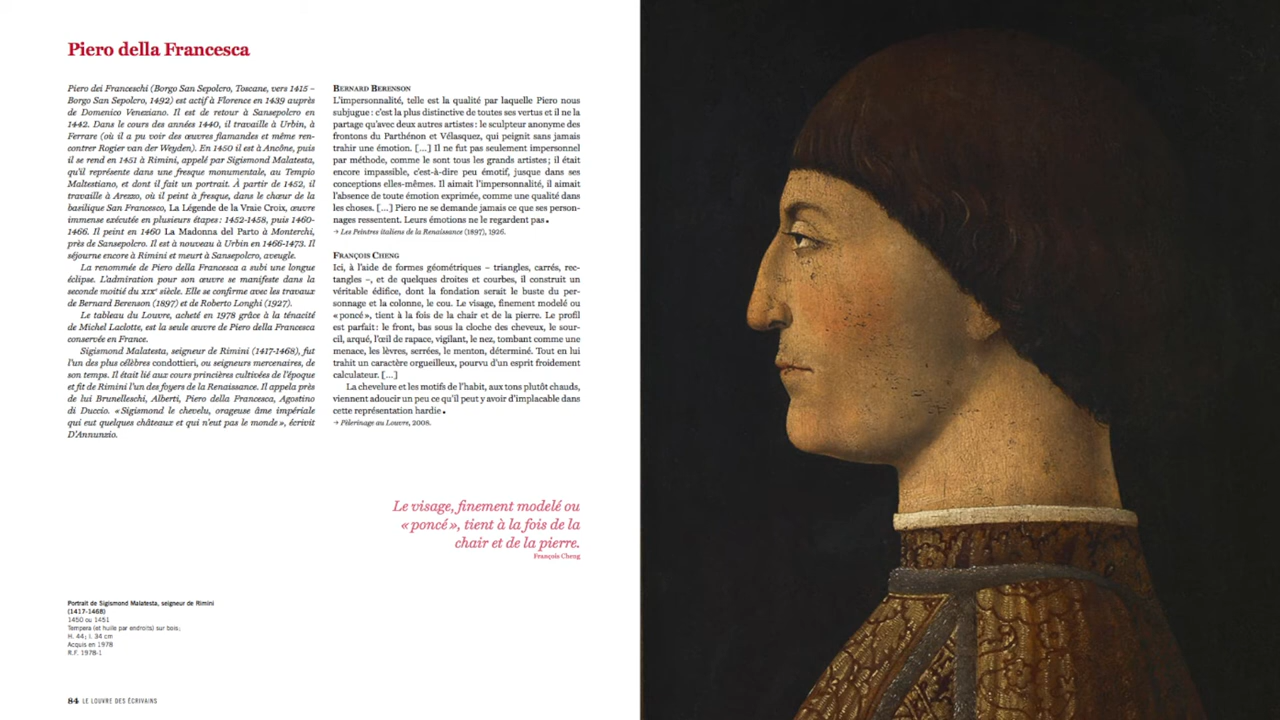 Piero della Francesca
Piero dei Franceschi (Borgo San Sepolcro, Toscane, vers 1415 –
Borgo San Sepolcro, 1492) est actif à Florence en 1439 auprès
de Domenico Veneziano. Il est de retour à Sansepolcro en
1442. Dans le cours des années 1440, il travaille à Urbin, à
Ferrare (où il a pu voir des œuvres flamandes et même ren-
contrer Rogier van der Weyden). En 1450 il est à Ancône, puis
il se rend en 1451 à Rimini, appelé par Sigismond Malatesta,
qu'il représente dans une fresque monumentale, au Tempio
Maltestiano, et dont il fait un portrait. À partir de 1452, il
travaille à Arezzo, où il peint à fresque, dans le chœur de la
basilique San Francesco, La Légende de la Vraie Croix, œuvre
immense exécutée en plusieurs étapes : 1452-1458, puis 1460-
1466. Il peint en 1460 La Madonna del Parto à Monterchi,
près de Sansepolcro. Il est à nouveau à Urbin en 1466-1473. Il
séjourne encore à Rimini et meurt à Sansepolcro, aveugle.
La renommée de Piero della Francesca a subi une longue
éclipse. L'admiration pour son œuvre se manifeste dans la
seconde moitié du XIXe siècle. Elle se confirme avec les travaux
de Bernard Berenson (1897) et de Roberto Longhi (1927).
Le tableau du Louvre, acheté en 1978 grâce à la ténacité
de Michel Laclotte, est la seule œuvre de Piero della Francesca
conservée en France.
Sigismond Malatesta, seigneur de Rimini (1417-1468), fut
l'un des plus célèbres condottieri, ou seigneurs mercenaires, de
son temps. Il était lié aux cours princières cultivées de l'époque
et fit de Rimini l'un des foyers de la Renaissance. Il appela près
de lui Brunelleschi, Alberti, Piero della Francesca, Agostino
di Duccio. « Sigismond le chevelu, orageuse âme impériale
qui eut quelques châteaux et qui n'eut pas le monde », écrivit
D'Annunzio.
BERNARD BERENSON
L'impersonnalité, telle est la qualité par laquelle Piero nous
subjugue : c'est la plus distinctive de toutes ses vertus et il ne la
partage qu'avec deux autres artistes : le sculpteur anonyme des
frontons du Parthénon et Vélasquez, qui peignit sans jamais
trahir une émotion. [...] Il ne fut pas seulement impersonnel
par méthode, comme le sont tous les grands artistes ; il était
encore impassible, c'est-à-dire peu émotif, jusque dans ses
conceptions elles-mêmes. Il aimait l'impersonnalité, il aimait
l'absence de toute émotion exprimée, comme une qualité dans
les choses. [...] Piero ne se demande jamais ce que ses person-
nages ressentent. Leurs émotions ne le regardent pas •
→ Les Peintres italiens de la Renaissance (1897), 1926.
FRANÇOIS CHENG
Ici, à l'aide de formes géométriques – triangles, carrés, rec-
tangles –, et de quelques droites et courbes, il construit un
véritable édifice, dont la fondation serait le buste du per-
sonnage et la colonne, le cou. Le visage, finement modelé ou
« poncé », tient à la fois de la chair et de la pierre. Le profil
est parfait : le front, bas sous la cloche des cheveux, le sour-
cil, arqué, l'œil de rapace, vigilant, le nez, tombant comme une
menace, les lèvres, serrées, le menton, déterminé. Tout en lui
trahit un caractère orgueilleux, pourvu d'un esprit froidement
calculateur. [...]
La chevelure et les motifs de l'habit, aux tons plutôt chauds,
viennent adoucir un peu ce qu'il peut y avoir d'implacable dans
cette représentation hardie •
→ Pèlerinage au Louvre, 2008.
Le visage, finement modelé ou
« poncé », tient à la fois de la
chair et de la pierre.
François Cheng
Portrait de Sigismond Malatesta, seigneur de Rimini
(1417-1468)
1450 ou 1451
Tempera (et huile par endroits) sur bois;
H. 44; l. 34 cm
Acquis en 1978
R.F. 1978-1
84 LE LOUVRE DES ÉCRIVAINS